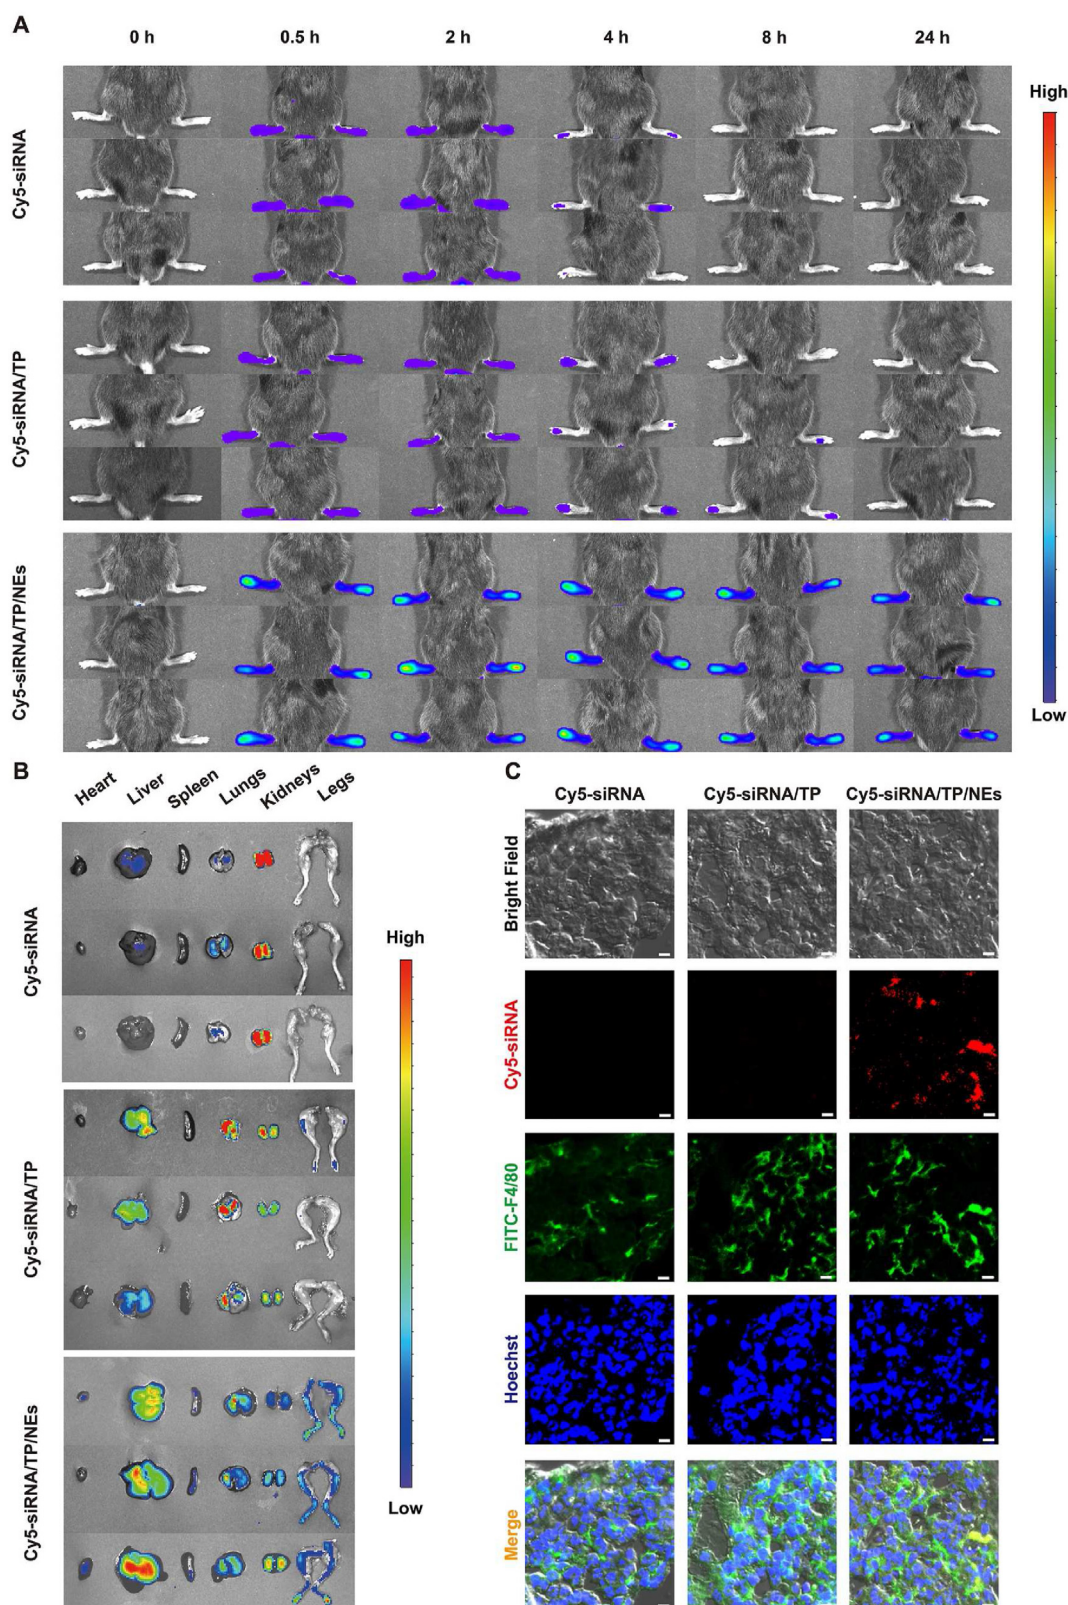 A
0 h 0.5 h 2 h 4 h 8 h 24 h
Cy5-siRNA
Cy5-siRNA/TP
Cy5-siRNA/TP/NEs
High
Low
B
Heart Liver Spleen Lungs Kidneys Legs
Cy5-siRNA
Cy5-siRNA/TP
Cy5-siRNA/TP/NEs
High
Low
C
Cy5-siRNA Cy5-siRNA/TP Cy5-siRNA/TP/NEs
Bright Field
Cy5-siRNA
FITC-F4/80
Hoechst
Merge